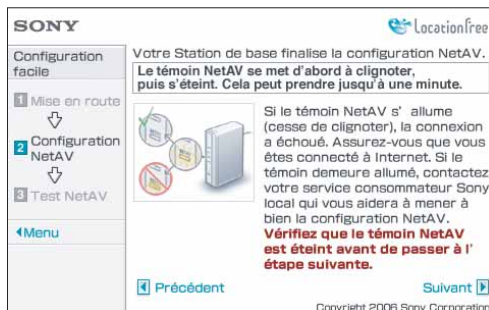 SONY
LocationFree
Configuration
facile
1 Mise en route
2 Configuration
NetAV
3 Test NetAV
Menu
Votre Station de base finalise la configuration NetAV.
Le témoin NetAV se met d'abord à clignoter,
puis s'éteint. Cela peut prendre jusqu'à une minute.
Si le témoin NetAV s' allume
(cesse de clignoter), la connexion
a échoué. Assurez-vous que vous
êtes connecté à Internet. Si le
témoin demeure allumé, contactez
votre service consommateur Sony
local qui vous aidera à mener à
bien la configuration NetAV.
Vérifiez que le témoin NetAV
est éteint avant de passer à l'
étape suivante.
Précédent
Suivant
Copyright 2006 Sony Corporation